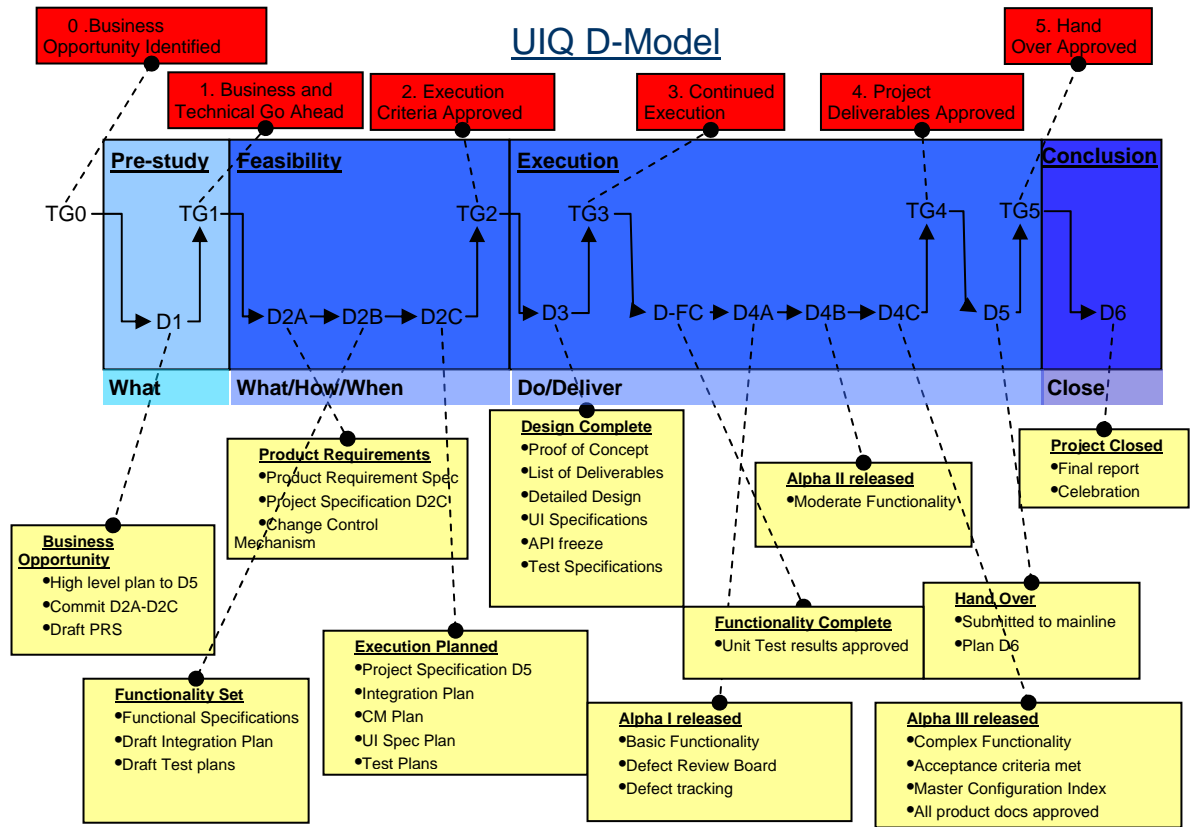 UIQ D-Model
0 .Business
Opportunity Identified
1. Business and
Technical Go Ahead
2. Execution
Criteria Approved
3. Continued
Execution
4. Project
Deliverables Approved
5. Hand
Over Approved
Pre-study
Feasibility
Execution
Conclusion
TG0
TG1
TG2
TG3
TG4
TG5
D1
D2A
D2B
D2C
D3
D-FC
D4A
D4B
D4C
D5
D6
What
What/How/When
Do/Deliver
Close
Business
Opportunity
•High level plan to D5
•Commit D2A-D2C
•Draft PRS
Product Requirements
•Product Requirement Spec
•Project Specification D2C
•Change Control
Mechanism
Functionality Set
•Functional Specifications
•Draft Integration Plan
•Draft Test plans
Execution Planned
•Project Specification D5
•Integration Plan
•CM Plan
•UI Spec Plan
•Test Plans
Design Complete
•Proof of Concept
•List of Deliverables
•Detailed Design
•UI Specifications
•API freeze
•Test Specifications
Functionality Complete
•Unit Test results approved
Alpha I released
•Basic Functionality
•Defect Review Board
•Defect tracking
Alpha II released
•Moderate Functionality
Alpha III released
•Complex Functionality
•Acceptance criteria met
•Master Configuration Index
•All product docs approved
Hand Over
•Submitted to mainline
•Plan D6
Project Closed
•Final report
•Celebration